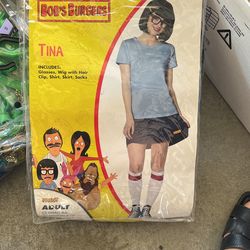 BOB'S BURGERS
TINA
INCLUDES:
Glasses, Wig with Hair
Clip, Shirt, Skirt, Socks
ADULT